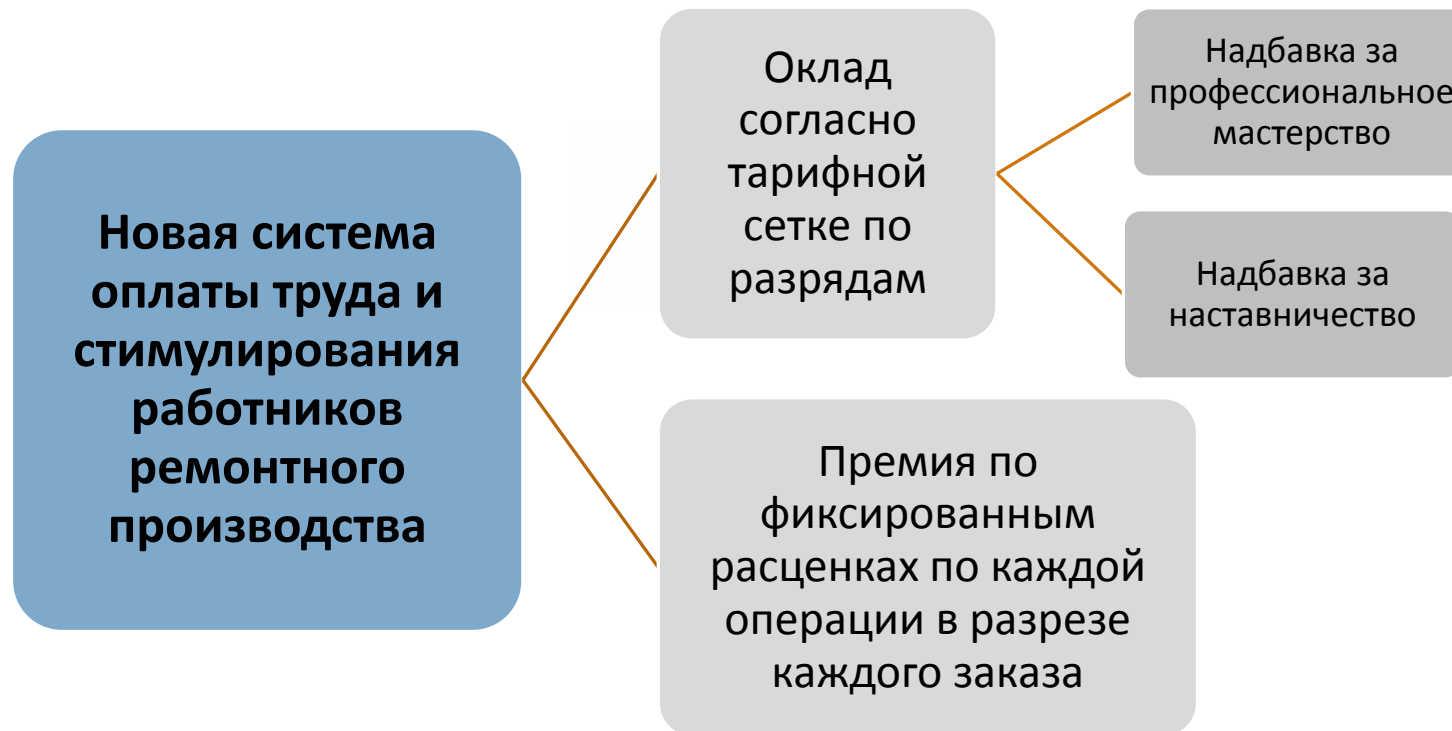 Новая система
оплаты труда и
стимулирования
работников
ремонтного
производства
Оклад
согласно
тарифной
сетке по
разрядам
Надбавка за
профессиональное
мастерство
Надбавка за
наставничество
Премия по
фиксированным
расценках по каждой
операции в разрезе
каждого заказа